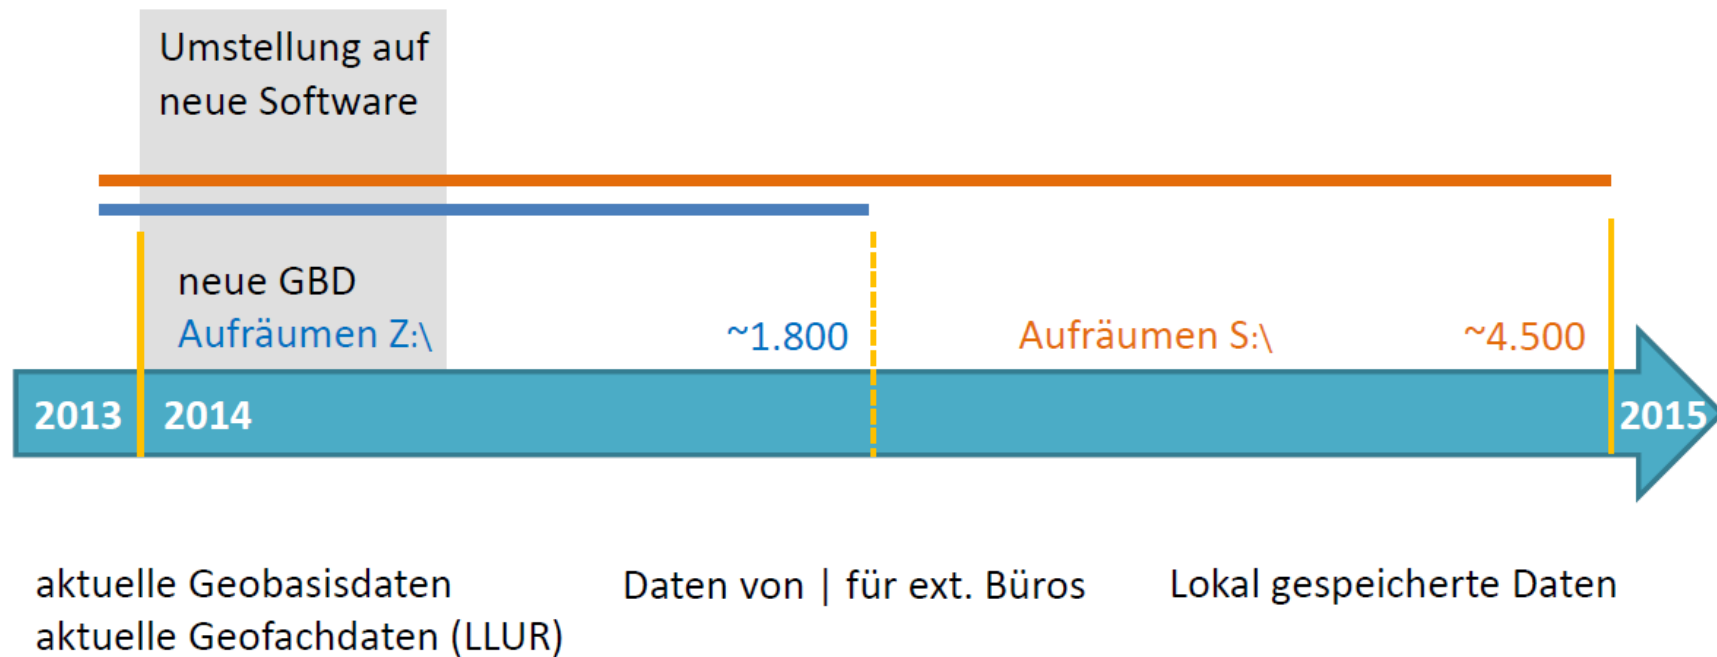 Umstellung auf
neue Software
neue GBD
Aufräumen Z:\
~1.800
Aufräumen S:\
~4.500
2013
2014
2015
aktuelle Geobasisdaten
aktuelle Geofachdaten (LLUR)
Daten von | für ext. Büros
Lokal gespeicherte Daten